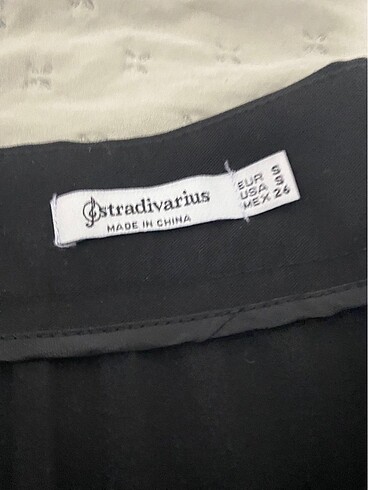 stradivarius
MADE IN CHINA
EUR S
USA S
MEX 26